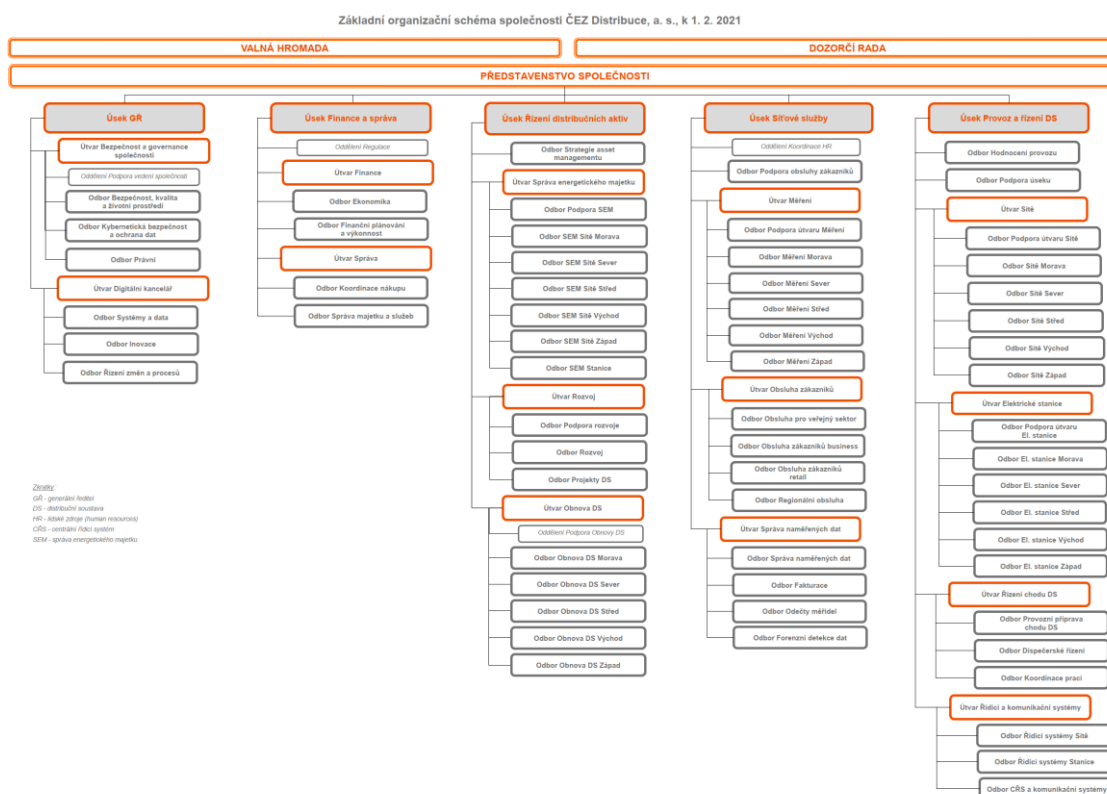 Základní organizační schéma společnosti ČEZ Distribuce, a. s., k 1. 2. 2021
VALNÁ HROMADA
DOZORČÍ RADA
PŘEDSTAVENSTVO SPOLEČNOSTI
Úsek GŘ
Útvar Bezpečnost a governance
společnosti
Oddělení Podpora vedení společnosti
Odbor Bezpečnost, kvalita
a životní prostředí
Odbor Kybernetická bezpečnost
a ochrana dat
Odbor Právní
Útvar Digitální kancelář
Odbor Systémy a data
Odbor Inovace
Odbor Řízení změn a procesů
Úsek Finance a správa
Oddělení Regulace
Útvar Finance
Odbor Ekonomika
Odbor Finanční plánování
a výkonnost
Útvar Správa
Odbor Koordinace nákupu
Odbor Správa majetku a služeb
Úsek Řízení distribučních aktiv
Odbor Strategie asset
managementu
Útvar Správa energetického majetku
Odbor Podpora SEM
Odbor SEM Sítě Morava
Odbor SEM Sítě Sever
Odbor SEM Sítě Střed
Odbor SEM Sítě Východ
Odbor SEM Sítě Západ
Odbor SEM Stanice
Útvar Rozvoj
Odbor Podpora rozvoje
Odbor Rozvoj
Odbor Projekty DS
Útvar Obnova DS
Oddělení Podpora Obnovy DS
Odbor Obnova DS Morava
Odbor Obnova DS Sever
Odbor Obnova DS Střed
Odbor Obnova DS Východ
Odbor Obnova DS Západ
Úsek Síťové služby
Oddělení Koordinace HR
Odbor Podpora obsluhy zákazníků
Útvar Měření
Odbor Podpora útvaru Měření
Odbor Měření Morava
Odbor Měření Sever
Odbor Měření Střed
Odbor Měření Východ
Odbor Měření Západ
Útvar Obsluha zákazníků
Odbor Obsluha pro veřejný sektor
Odbor Obsluha zákazníků business
Odbor Obsluha zákazníků
retail
Odbor Regionální obsluha
Útvar Správa naměřených dat
Odbor Správa naměřených dat
Odbor Fakturace
Odbor Odečty měřidel
Odbor Forenzní detekce dat
Úsek Provoz a řízení DS
Odbor Hodnocení provozu
Odbor Podpora úseku
Útvar Sítě
Odbor Podpora útvaru Sítě
Odbor Sítě Morava
Odbor Sítě Sever
Odbor Sítě Střed
Odbor Sítě Východ
Odbor Sítě Západ
Útvar Elektrické stanice
Odbor Podpora útvaru
El. stanice
Odbor El. stanice Morava
Odbor El. stanice Sever
Odbor El. stanice Střed
Odbor El. stanice Východ
Odbor El. stanice Západ
Útvar Řízení chodu DS
Odbor Provozní příprava
chodu DS
Odbor Dispečerské řízení
Odbor Koordinace prací
Útvar Řídicí a komunikační systémy
Odbor Řídicí systémy Sítě
Odbor Řídicí systémy Stanice
Odbor CŘS a komunikační systémy
Zkratky:
GŘ - generální ředitel
DS - distribuční soustava
HR - lidské zdroje (human resources)
CŘS - centrální řídicí systém
SEM - správa energetického majetku